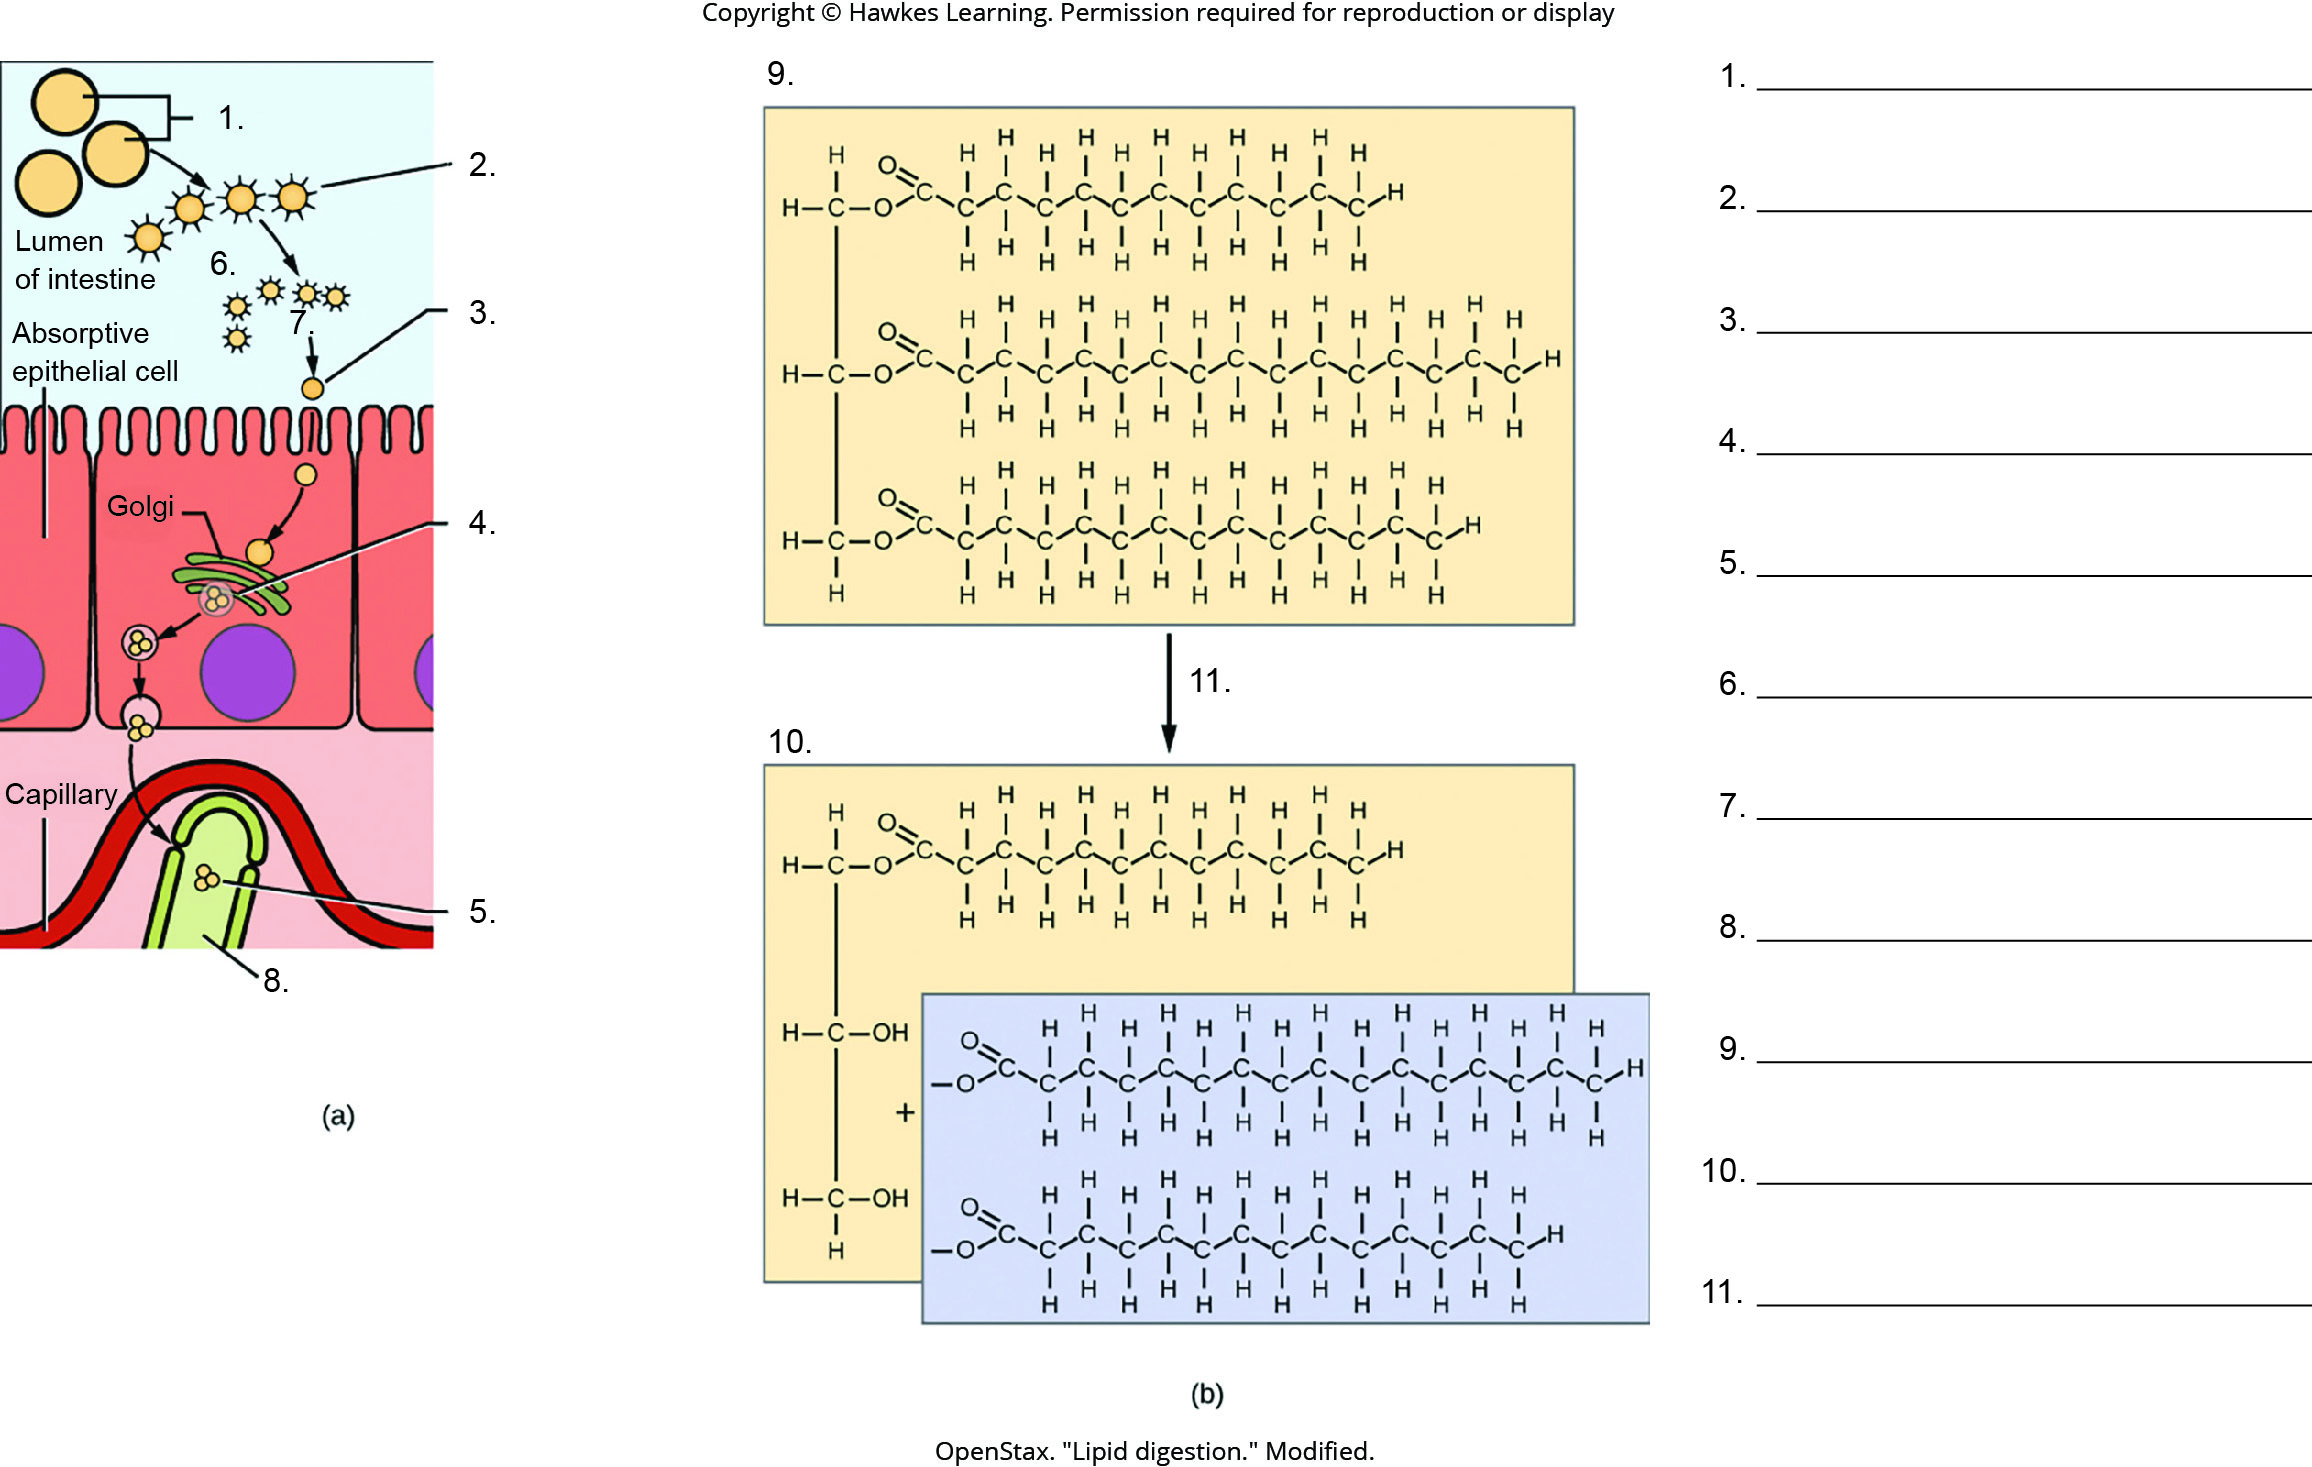 Copyright © Hawkes Learning. Permission required for reproduction or display
1.
2.
Lumen
of intestine
6.
3.
7.
Absorptive
epithelial cell
Golgi
4.
Capillary
5.
8.
(a)
9.
H H H H H
H H H H H H H
H O
H C O C C C C C C C C C C C C H
H H H H H
H H H H H H
H H H H H H H
H H H H H H H H
O
H C O C C C C C C C C C C C C C C C C H
H H H H H H H
H H H H H H H H
H H H H H H
H H H H H H H
O
H C O C C C C C C C C C C C C C C H
H H H H H H H
H H H H H H H
11.
10.
H H H H H
H H H H H H H
O
H C O C C C C C C C C C C C C H
H H H H H
H H H H H H
H C OH
H H H H H H H
H H H H H H H H
O
– O C C C C C C C C C C C C C C C C H
+
H H H H H H H
H H H H H H H H
H C OH
H
H H H H H H
H H H H H H H
O
– O C C C C C C C C C C C C C C H
H H H H H H
H H H H H H H
(b)
1.
2.
3.
4.
5.
6.
7.
8.
9.
10.
11.
OpenStax. "Lipid digestion." Modified.